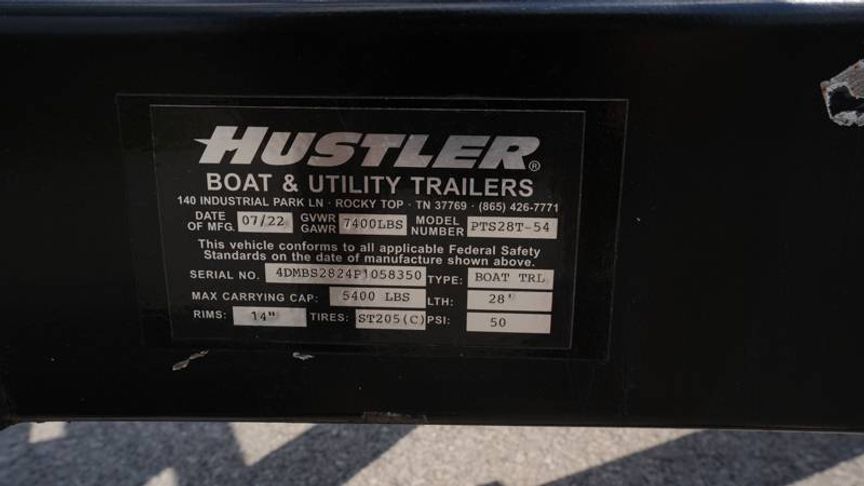 HUSTLER®
BOAT & UTILITY TRAILERS
140 INDUSTRIAL PARK LN · ROCKY TOP · TN 37769 · (865) 426-7771
DATE OF MFG. 07/22 GVWR GAWR 7400LBS MODEL NUMBER PTS28T-54
This vehicle conforms to all applicable Federal Safety
Standards on the date of manufacture shown above.
SERIAL NO. 4DMBS2824P1058350 TYPE: BOAT TRL
MAX CARRYING CAP: 5400 LBS LTH: 28'
RIMS: 14" TIRES: ST205(C) PSI: 50